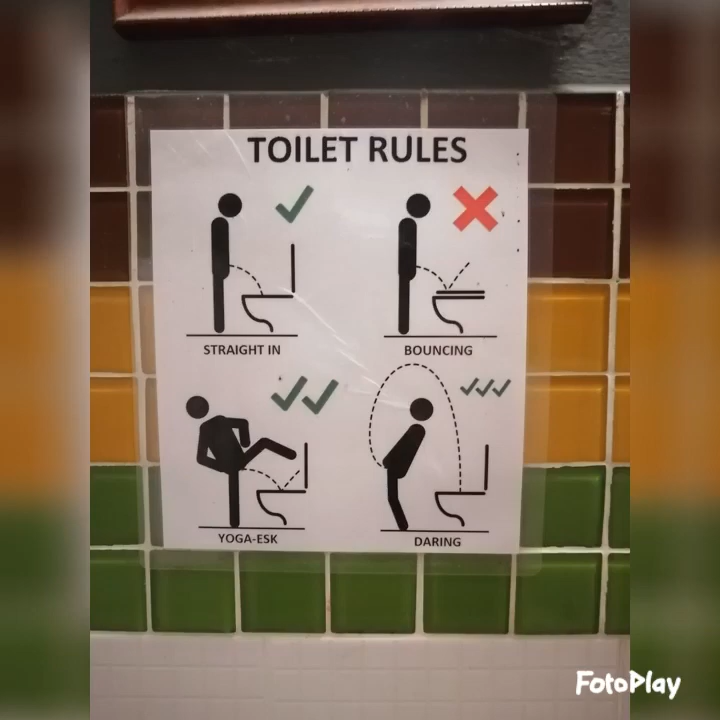 TOILET RULES
STRAIGHT IN
BOUNCING
YOGA-ESK
DARING
FotoPlay